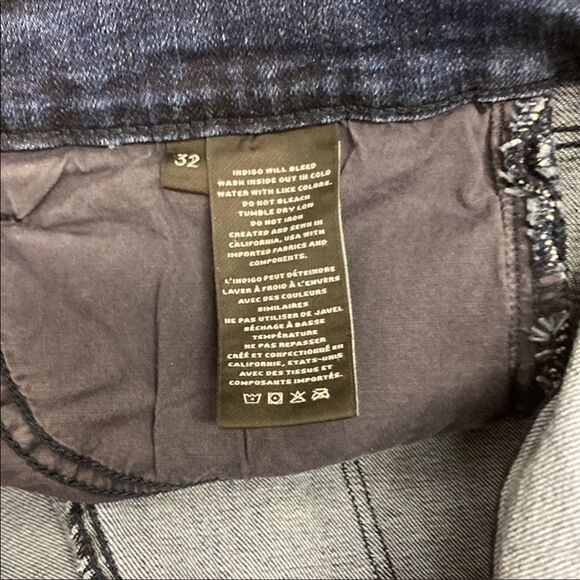 32
INDIGO WILL BLEED
WASH INSIDE OUT IN COLD
WATER WITH LIKE COLORS.
DO NOT BLEACH
TUMBLE DRY LOW
DO NOT IRON
CREATED AND SEWN IN
CALIFORNIA, USA WITH
IMPORTED FABRICS AND
COMPONENTS.
L'INDIGO PEUT DÉTEINDRE
LAVER À FROID À L'ENVERS
AVEC DES COULEURS
SIMILAIRES
NE PAS UTILISER DE JAVEL
SÉCHAGE À BASSE
TEMPÉRATURE
NE PAS REPASSER
CRÉÉ ET CONFECTIONNÉ EN
CALIFORNIE, ETATS-UNIS
AVEC DES TISSUS ET
COMPOSANTS IMPORTÉS.